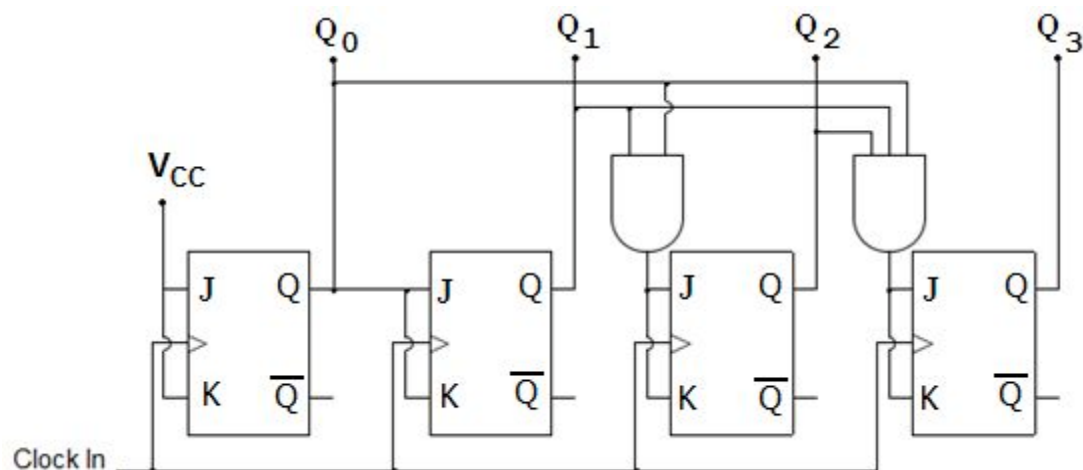 Q0 Q1 Q2 Q3
VCC
J Q J Q J Q J Q
K Q̅ K Q̅ K Q̅ K Q̅
Clock In